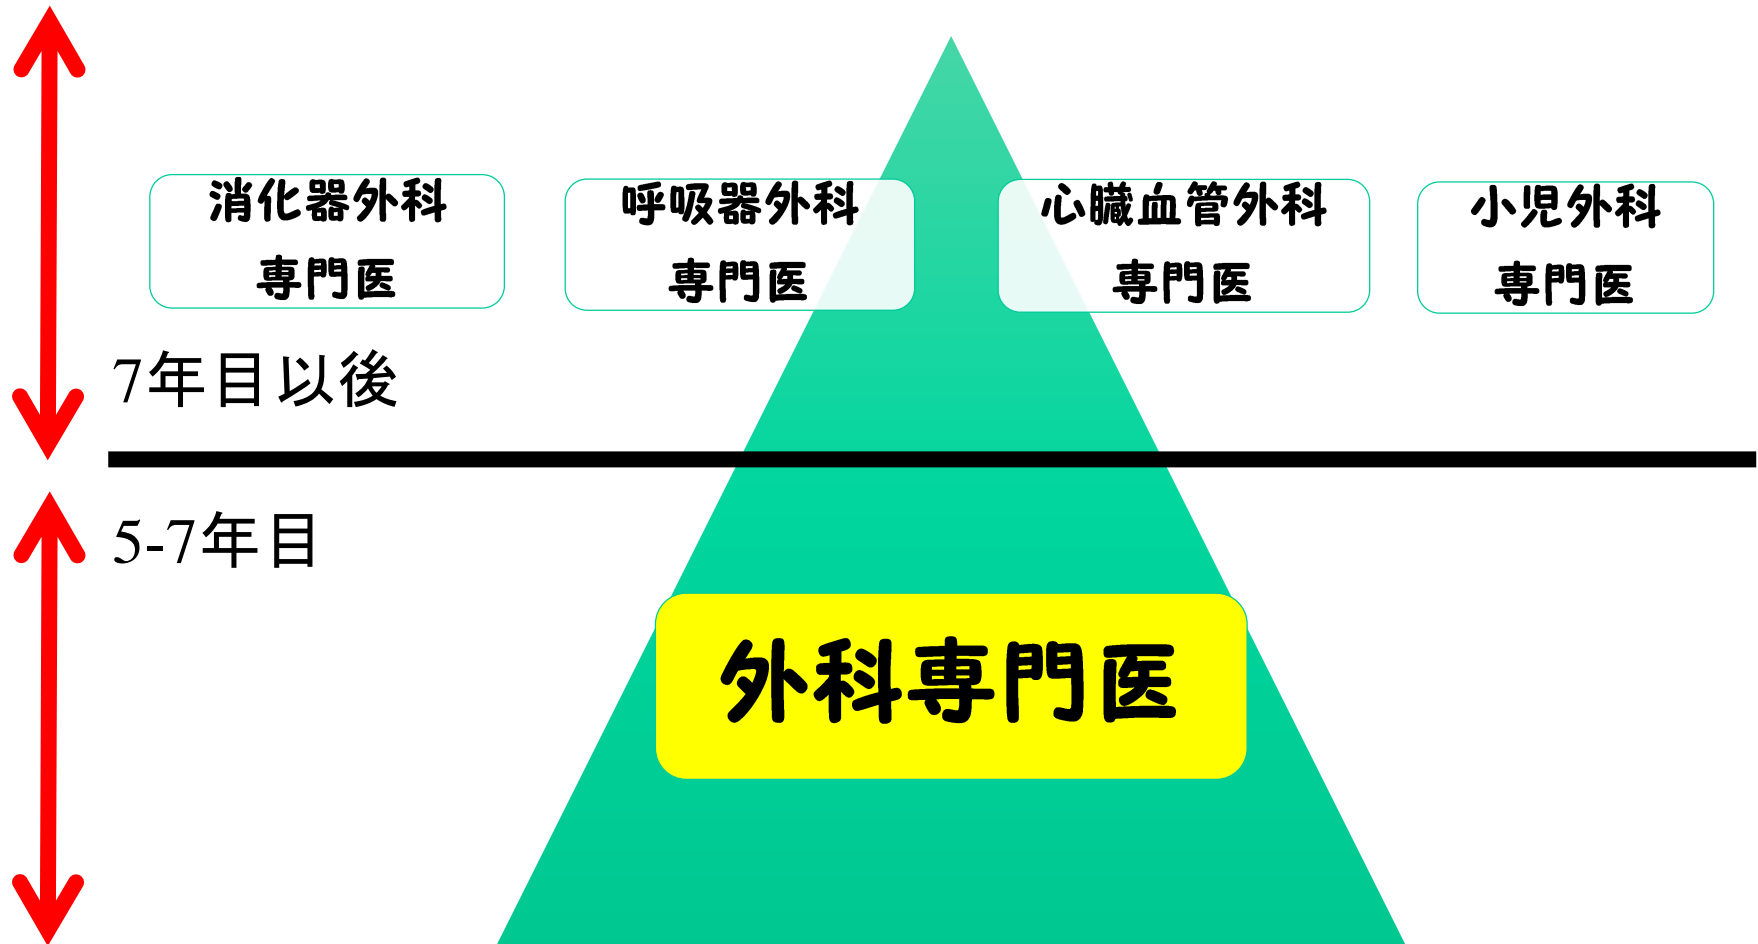 消化器外科
専門医
呼吸器外科
専門医
心臓血管外科
専門医
小児外科
専門医
7年目以後
5-7年目
外科専門医